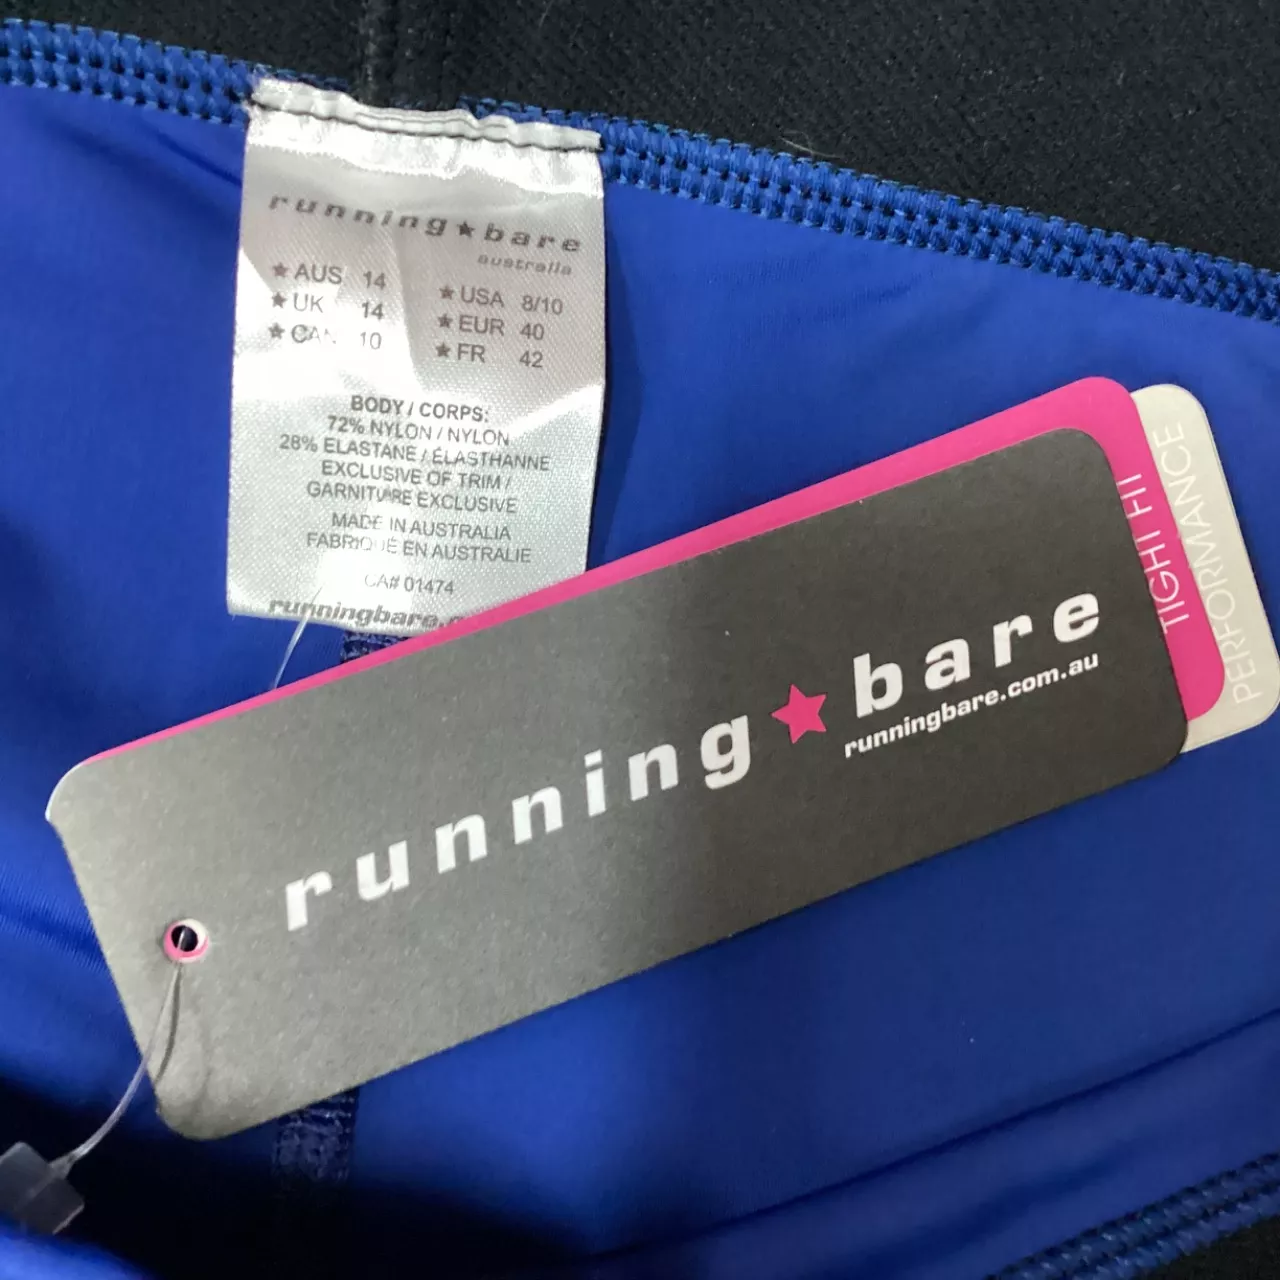 running★bare
australia
★AUS 14
★UK 14
★CAN 10
★USA 8/10
★EUR 40
★FR 42
BODY / CORPS:
72% NYLON / NYLON
28% ELASTANE / ÉLASTHANNE
EXCLUSIVE OF TRIM /
GARNITURE EXCLUSIVE
MADE IN AUSTRALIA
FABRIQUÉ EN AUSTRALIE
CA# 01474
runningbare.
running★bare
runningbare.com.au
TIGHT
PERFORMANCE